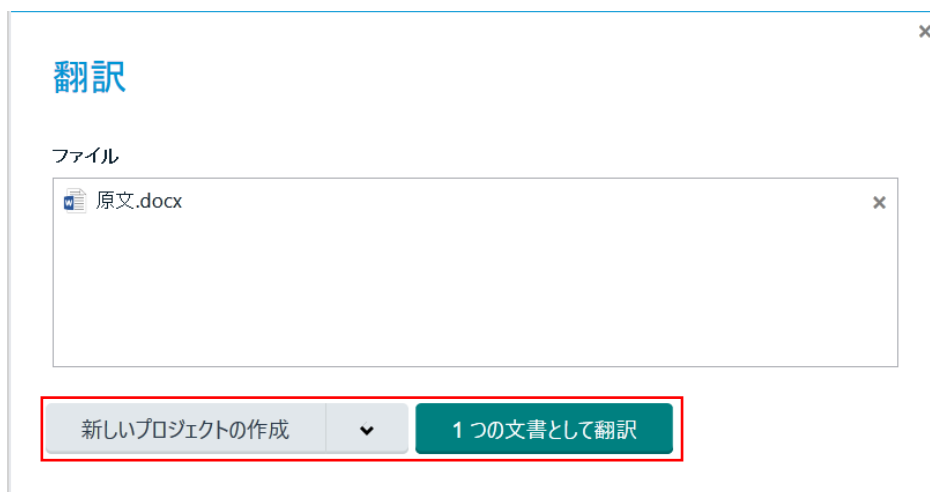 翻訳
ファイル
原文.docx
新しいプロジェクトの作成
1 つの文書として翻訳